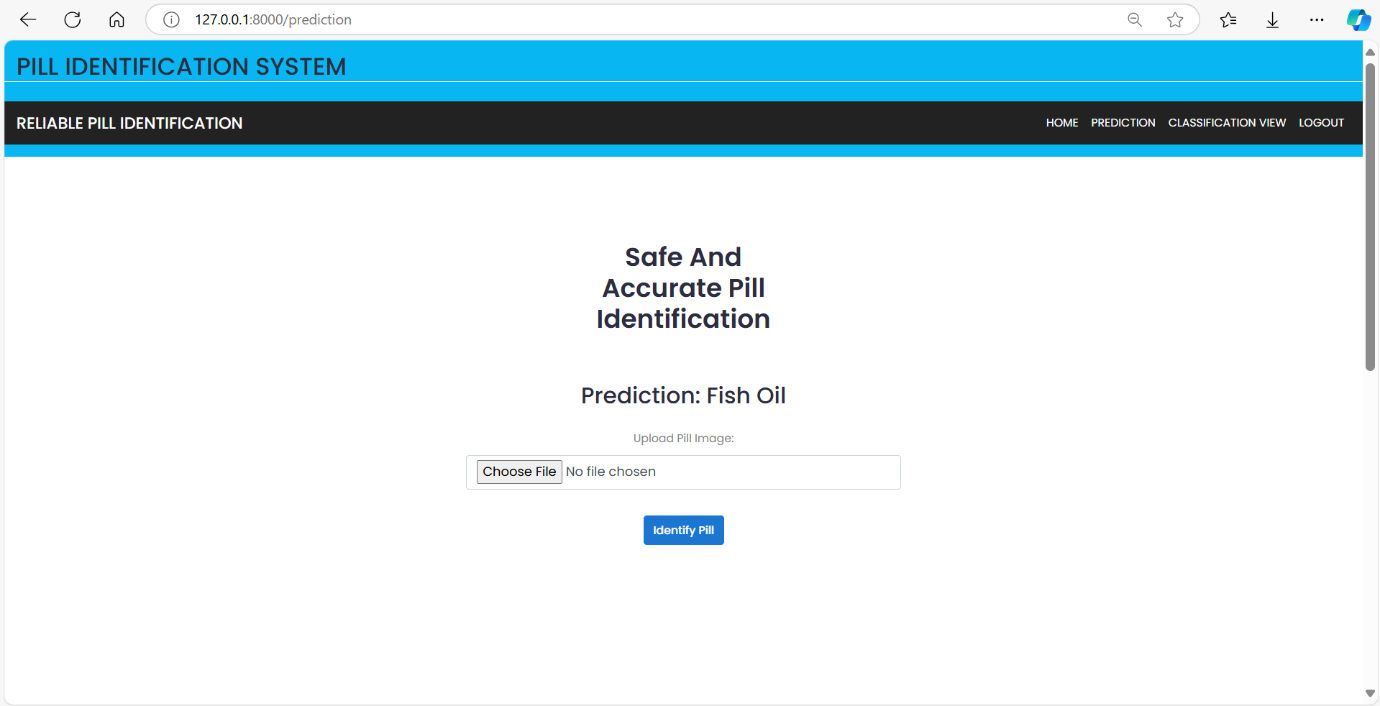 127.0.0.1:8000/prediction
PILL IDENTIFICATION SYSTEM
RELIABLE PILL IDENTIFICATION
HOME PREDICTION CLASSIFICATION VIEW LOGOUT
Safe And
Accurate Pill
Identification
Prediction: Fish Oil
Upload Pill Image:
Choose File No file chosen
Identify Pill